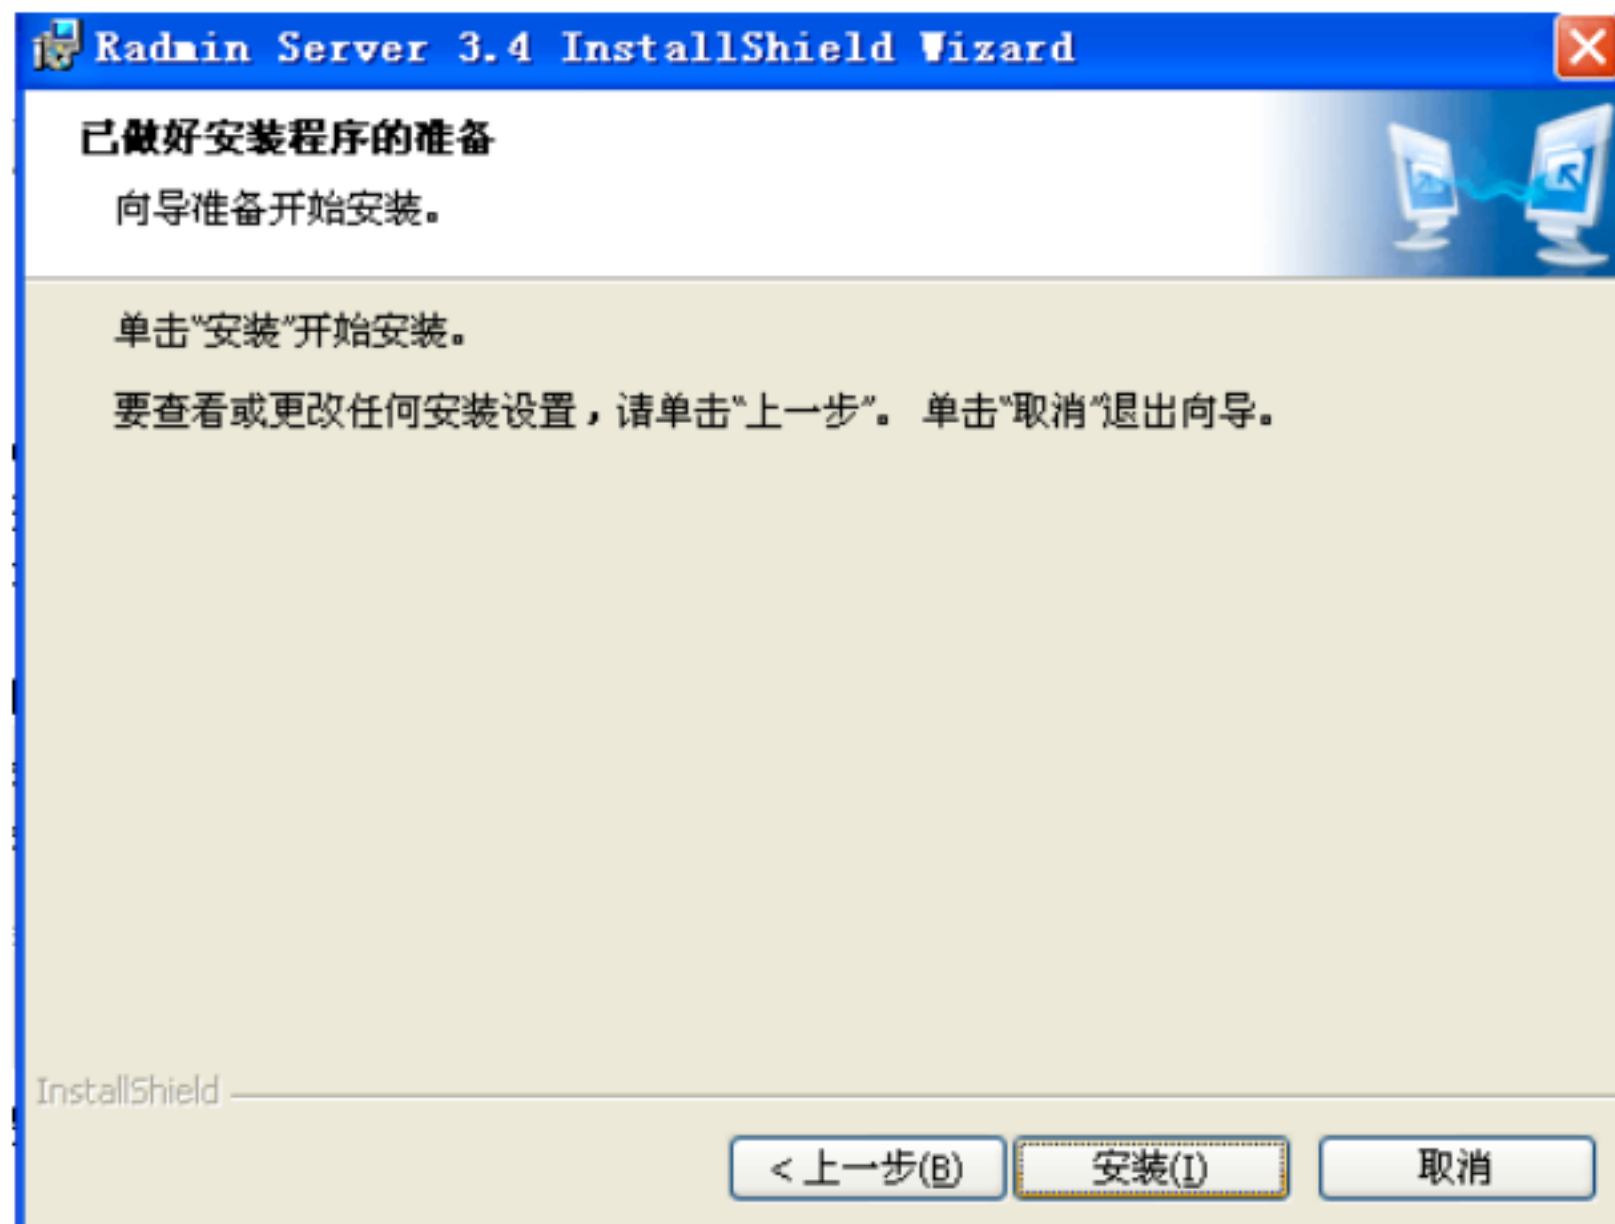 Radmin Server 3.4 InstallShield Wizard
已做好安装程序的准备
向导准备开始安装。
单击“安装”开始安装。
要查看或更改任何安装设置，请单击“上一步”。 单击“取消”退出向导。
InstallShield
< 上一步(B) 安装(I) 取消